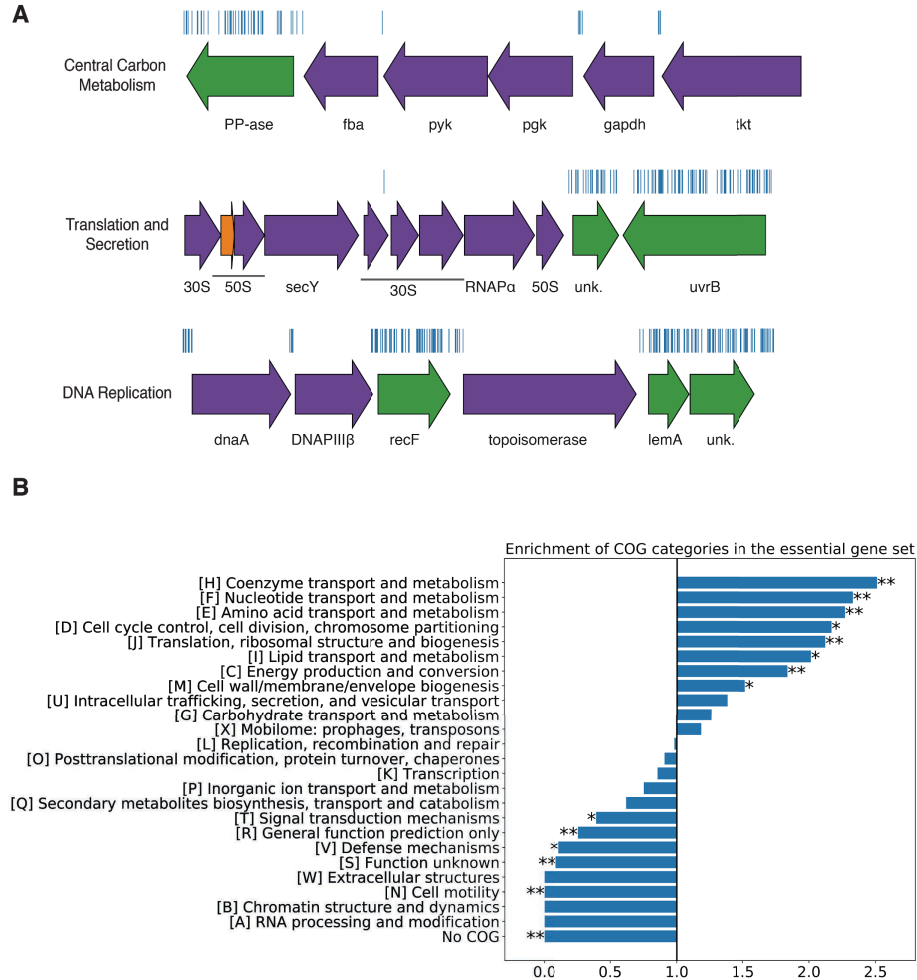 A
Central Carbon
Metabolism
PP-ase fba pyk pgk gapdh tkt
Translation and
Secretion
30S 50S secY 30S RNAPα 50S unk. uvrB
DNA Replication
dnaA DNAPIIIβ recF topoisomerase lemA unk.
B
Enrichment of COG categories in the essential gene set
[H] Coenzyme transport and metabolism **
[F] Nucleotide transport and metabolism **
[E] Amino acid transport and metabolism **
[D] Cell cycle control, cell division, chromosome partitioning *
[J] Translation, ribosomal structure and biogenesis **
[I] Lipid transport and metabolism *
[C] Energy production and conversion **
[M] Cell wall/membrane/envelope biogenesis *
[U] Intracellular trafficking, secretion, and vesicular transport
[G] Carbohydrate transport and metabolism
[X] Mobilome: prophages, transposons
[L] Replication, recombination and repair
[O] Posttranslational modification, protein turnover, chaperones
[K] Transcription
[P] Inorganic ion transport and metabolism
[Q] Secondary metabolites biosynthesis, transport and catabolism
[T] Signal transduction mechanisms *
[R] General function prediction only **
[V] Defense mechanisms *
[S] Function unknown **
[W] Extracellular structures
[N] Cell motility **
[B] Chromatin structure and dynamics
[A] RNA processing and modification
No COG **
0.0 0.5 1.0 1.5 2.0 2.5